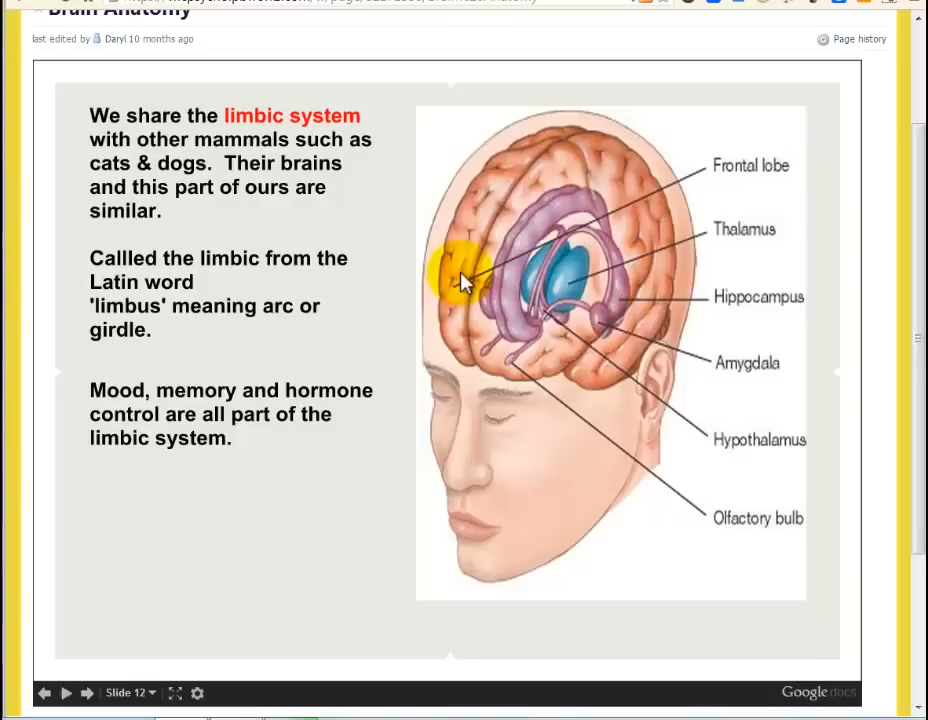 Brain Anatomy
last edited by Daryl 10 months ago
Page history
We share the limbic system
with other mammals such as
cats & dogs. Their brains
and this part of ours are
similar.
Callled the limbic from the
Latin word
'limbus' meaning arc or
girdle.
Mood, memory and hormone
control are all part of the
limbic system.
Frontal lobe
Thalamus
Hippocampus
Amygdala
Hypothalamus
Olfactory bulb
Slide 12
Google docs